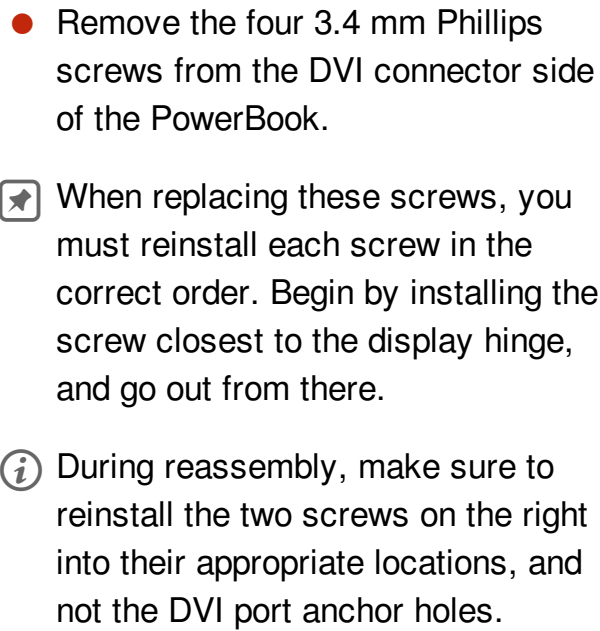 Remove the four 3.4 mm Phillips
screws from the DVI connector side
of the PowerBook.
When replacing these screws, you
must reinstall each screw in the
correct order. Begin by installing the
screw closest to the display hinge,
and go out from there.
During reassembly, make sure to
reinstall the two screws on the right
into their appropriate locations, and
not the DVI port anchor holes.